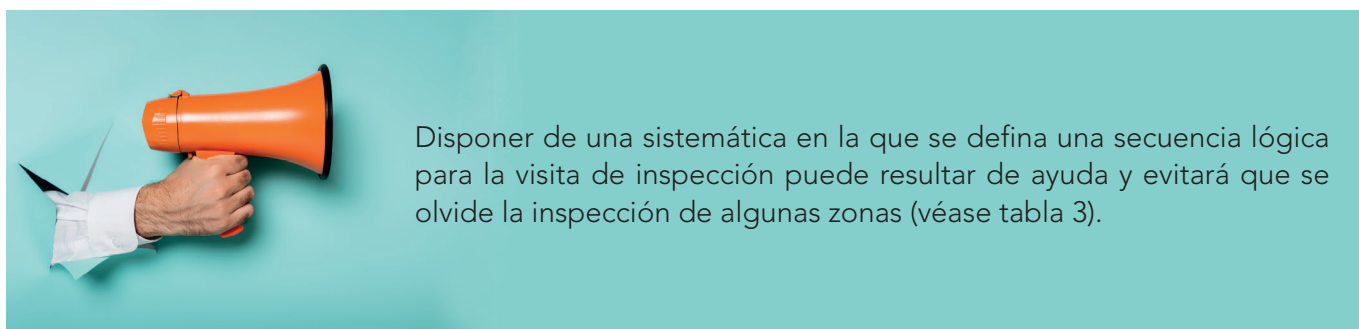 Disponer de una sistemática en la que se defina una secuencia lógica
para la visita de inspección puede resultar de ayuda y evitará que se
olvide la inspección de algunas zonas (véase tabla 3).